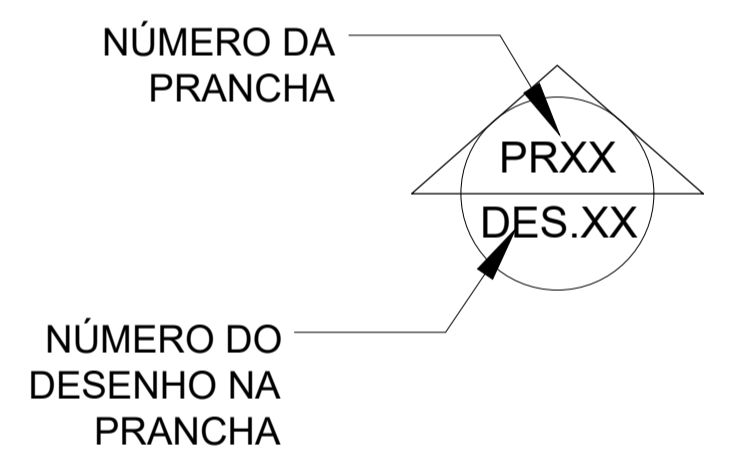 NÚMERO DA
PRANCHA
PRXX
DES.XX
NÚMERO DO
DESENHO NA
PRANCHA